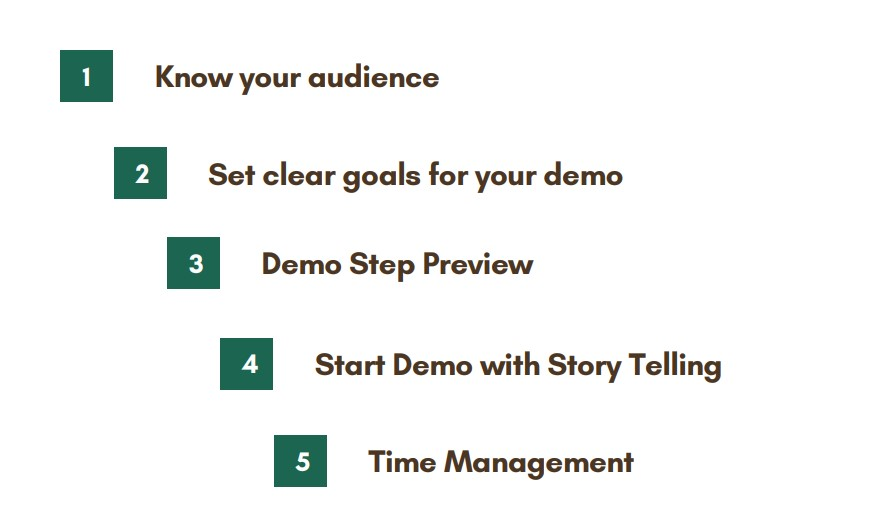 1 Know your audience
2 Set clear goals for your demo
3 Demo Step Preview
4 Start Demo with Story Telling
5 Time Management